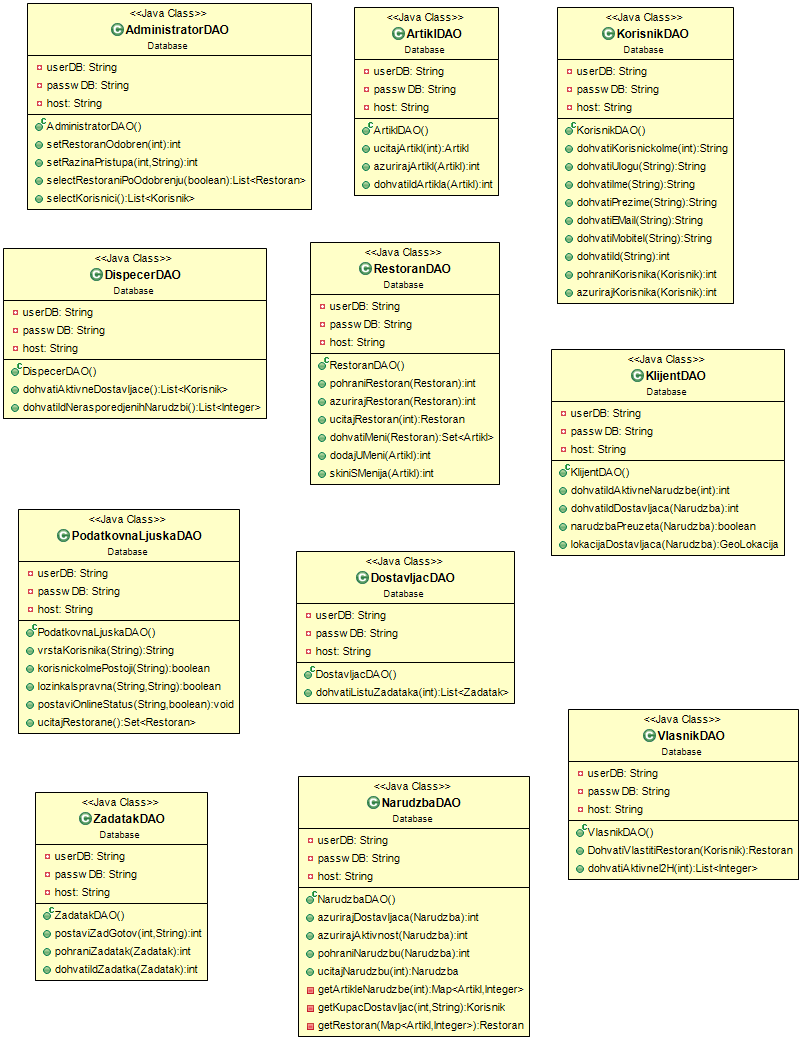 <<Java Class>>
AdministratorDAO
Database
userDB: String
passwDB: String
host: String
AdministratorDAO()
setRestoranOdobren(int):int
setRazinaPristupa(int,String):int
selectRestoraniPoOdobrenju(boolean):List<Restoran>
selectKorisnici():List<Korisnik>
<<Java Class>>
ArtiklDAO
Database
userDB: String
passwDB: String
host: String
ArtiklDAO()
ucitajArtikl(int):Artikl
azurirajArtikl(Artikl):int
dohvatiIdArtikla(Artikl):int
<<Java Class>>
KorisnikDAO
Database
userDB: String
passwDB: String
host: String
KorisnikDAO()
dohvatiKorisnickoIme(int):String
dohvatiUlogu(String):String
dohvatiIme(String):String
dohvatiPrezime(String):String
dohvatiEMail(String):String
dohvatiMobitel(String):String
dohvatiId(String):int
pohraniKorisnika(Korisnik):int
azurirajKorisnika(Korisnik):int
<<Java Class>>
DispecerDAO
Database
userDB: String
passwDB: String
host: String
DispecerDAO()
dohvatiAktivneDostavljace():List<Korisnik>
dohvatiIdNerasporedjenihNarudzbi():List<Integer>
<<Java Class>>
RestoranDAO
Database
userDB: String
passwDB: String
host: String
RestoranDAO()
pohraniRestoran(Restoran):int
azurirajRestoran(Restoran):int
ucitajRestoran(int):Restoran
dohvatiMeni(Restoran):Set<Artikl>
dodajUMeni(Artikl):int
skiniSMenija(Artikl):int
<<Java Class>>
KlijentDAO
Database
userDB: String
passwDB: String
host: String
KlijentDAO()
dohvatiIdAktivneNarudzbe(int):int
dohvatiIdDostavljaca(Narudzba):int
narudzbaPreuzeta(Narudzba):boolean
lokacijaDostavljaca(Narudzba):GeoLokacija
<<Java Class>>
PodatkovnaLjuskaDAO
Database
userDB: String
passwDB: String
host: String
PodatkovnaLjuskaDAO()
vrstaKorisnika(String):String
korisnickoImePostoji(String):boolean
lozinkaIspravna(String,String):boolean
postaviOnlineStatus(String,boolean):void
ucitajRestorane():Set<Restoran>
<<Java Class>>
DostavljacDAO
Database
userDB: String
passwDB: String
host: String
DostavljacDAO()
dohvatiListuZadataka(int):List<Zadatak>
<<Java Class>>
VlasnikDAO
Database
userDB: String
passwDB: String
host: String
VlasnikDAO()
DohvatiVlastitiRestoran(Korisnik):Restoran
dohvatiAktivneI2H(int):List<Integer>
<<Java Class>>
ZadatakDAO
Database
userDB: String
passwDB: String
host: String
ZadatakDAO()
postaviZadGotov(int,String):int
pohraniZadatak(Zadatak):int
dohvatiIdZadatka(Zadatak):int
<<Java Class>>
NarudzbaDAO
Database
userDB: String
passwDB: String
host: String
NarudzbaDAO()
azurirajDostavljaca(Narudzba):int
azurirajAktivnost(Narudzba):int
pohraniNarudzbu(Narudzba):int
ucitajNarudzbu(int):Narudzba
getArtikleNarudzbe(int):Map<Artikl,Integer>
getKupacDostavljac(int,String):Korisnik
getRestoran(Map<Artikl,Integer>):Restoran